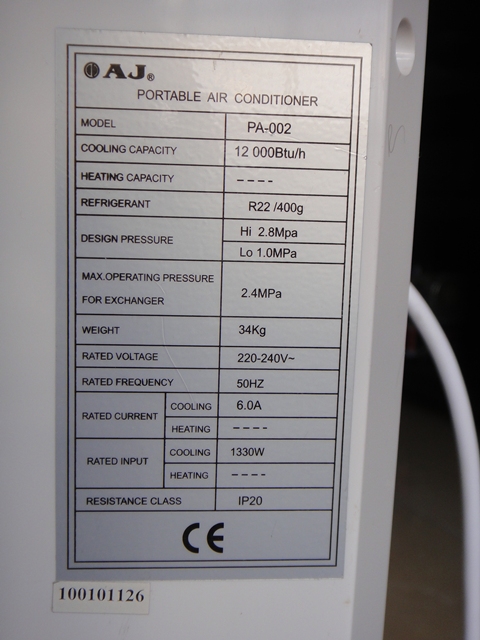 AJ®
PORTABLE AIR CONDITIONER
MODEL PA-002
COOLING CAPACITY 12 000Btu/h
HEATING CAPACITY ----
REFRIGERANT R22 /400g
DESIGN PRESSURE Hi 2.8Mpa
Lo 1.0MPa
MAX.OPERATING PRESSURE
FOR EXCHANGER 2.4MPa
WEIGHT 34Kg
RATED VOLTAGE 220-240V~
RATED FREQUENCY 50HZ
RATED CURRENT COOLING 6.0A
HEATING ----
RATED INPUT COOLING 1330W
HEATING ----
RESISTANCE CLASS IP20
CE
100101126